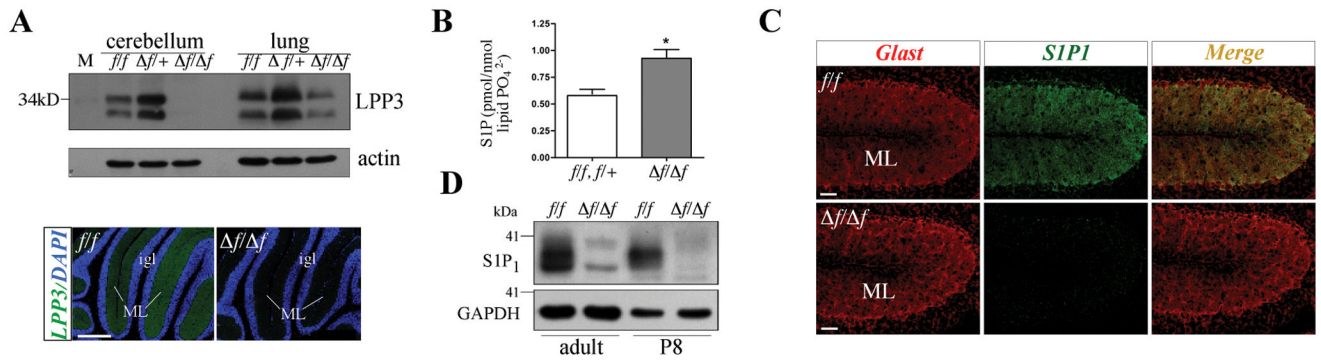 A
cerebellum lung
M f/f Δf/+ Δf/Δf f/f Δ f/+ Δf/Δf
34kD
LPP3
actin
LPP3/DAPI
f/f
igl
ML
Δf/Δf
igl
ML
B
S1P (pmol/nmol
lipid PO₄ ²⁻)
1.25
1.00
0.75
0.50
0.25
0.00
*
f/f, f/+ Δf/Δf
D
kDa f/f Δf/Δf f/f Δf/Δf
41
S1P₁
41
GAPDH
adult P8
C
Glast S1P1 Merge
f/f
ML
Δf/Δf
ML